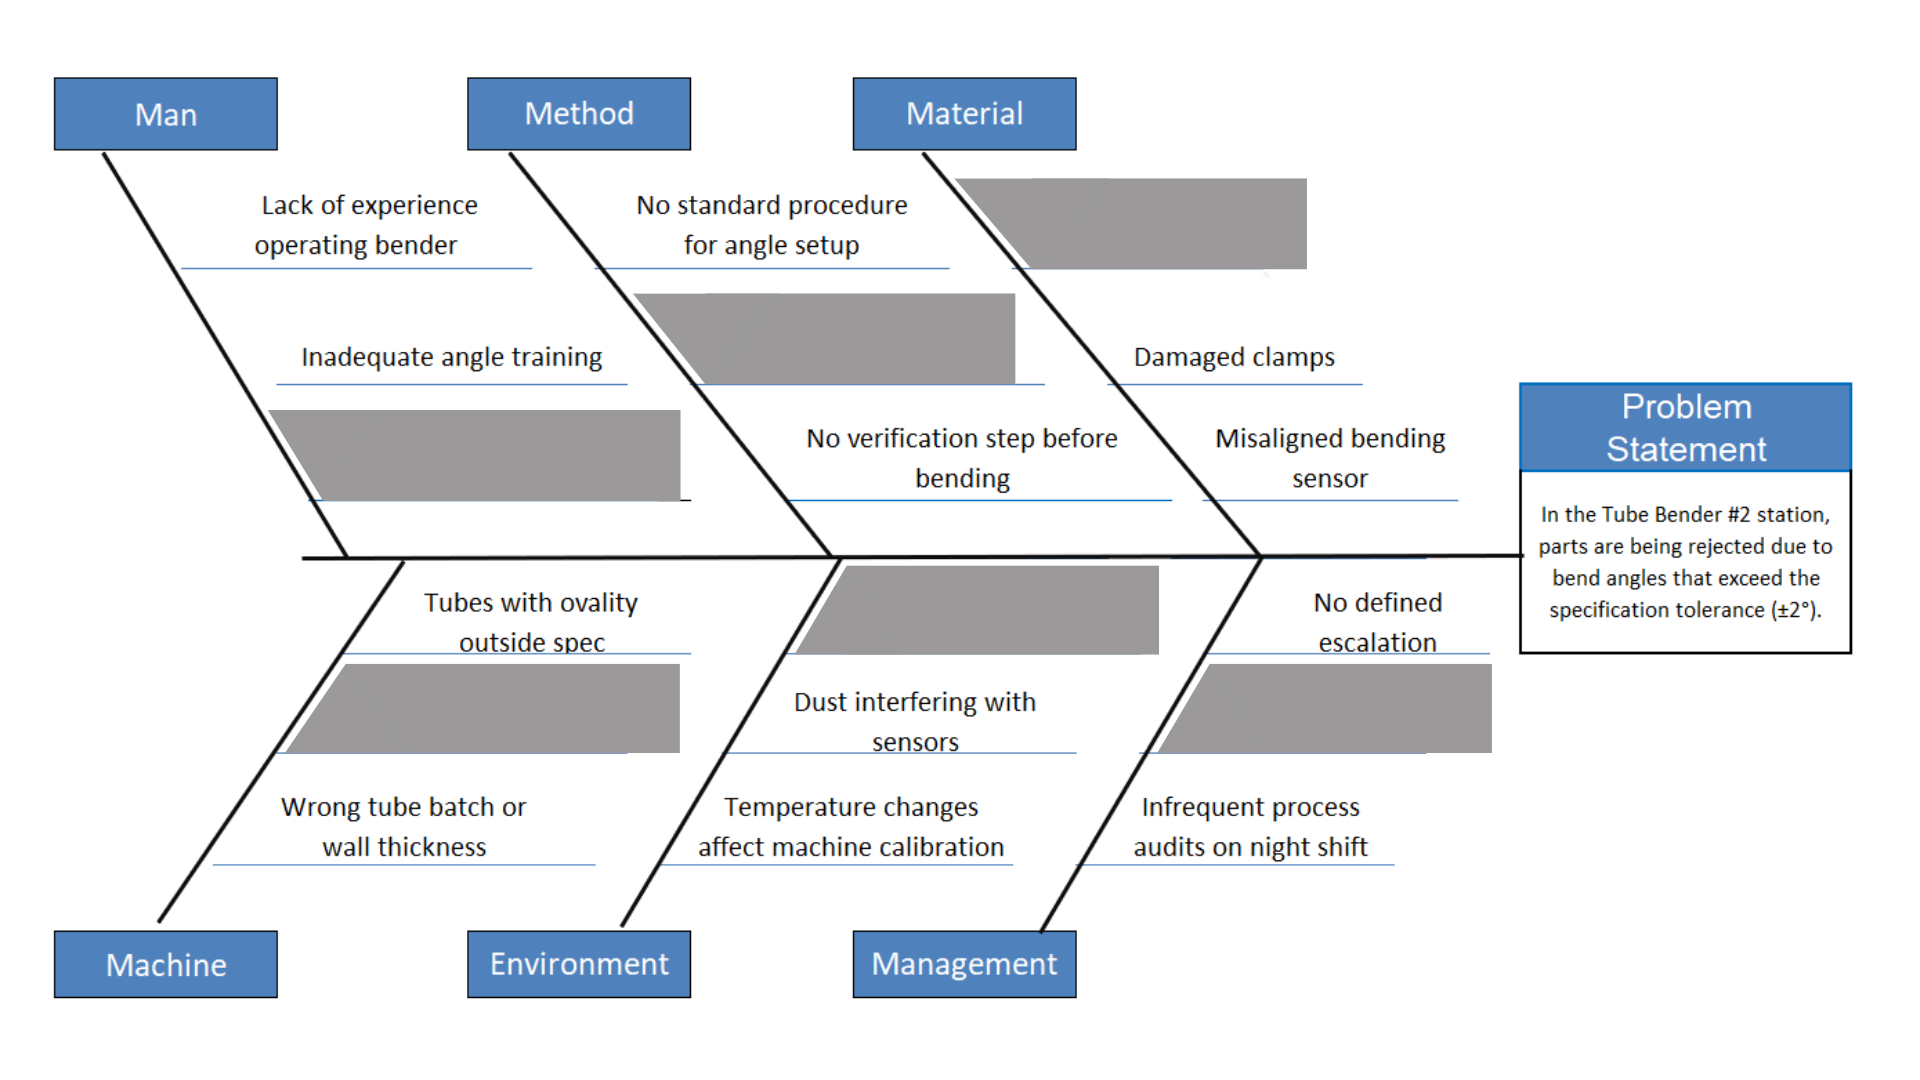 Man
Method
Material
Lack of experience
operating bender
No standard procedure
for angle setup
Inadequate angle training
Damaged clamps
No verification step before
bending
Misaligned bending
sensor
Problem
Statement
In the Tube Bender #2 station,
parts are being rejected due to
bend angles that exceed the
specification tolerance (±2°).
Tubes with ovality
outside spec
No defined
escalation
Dust interfering with
sensors
Wrong tube batch or
wall thickness
Temperature changes
affect machine calibration
Infrequent process
audits on night shift
Machine
Environment
Management